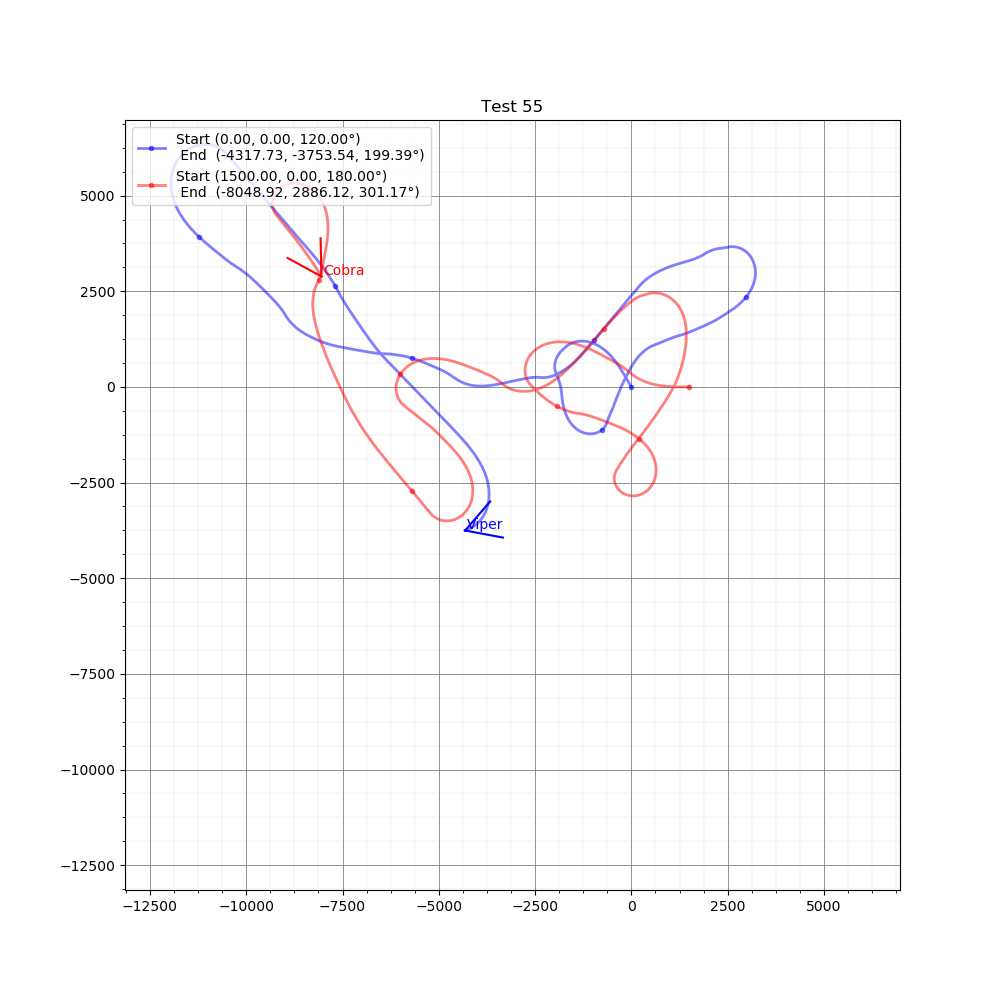 Test 55
Start (0.00, 0.00, 120.00°)
End  (-4317.73, -3753.54, 199.39°)
Start (1500.00, 0.00, 180.00°)
End  (-8048.92, 2886.12, 301.17°)
5000
Cobra
2500
0
−2500
Viper
−5000
−7500
−10000
−12500
−12500 −10000 −7500 −5000 −2500 0 2500 5000